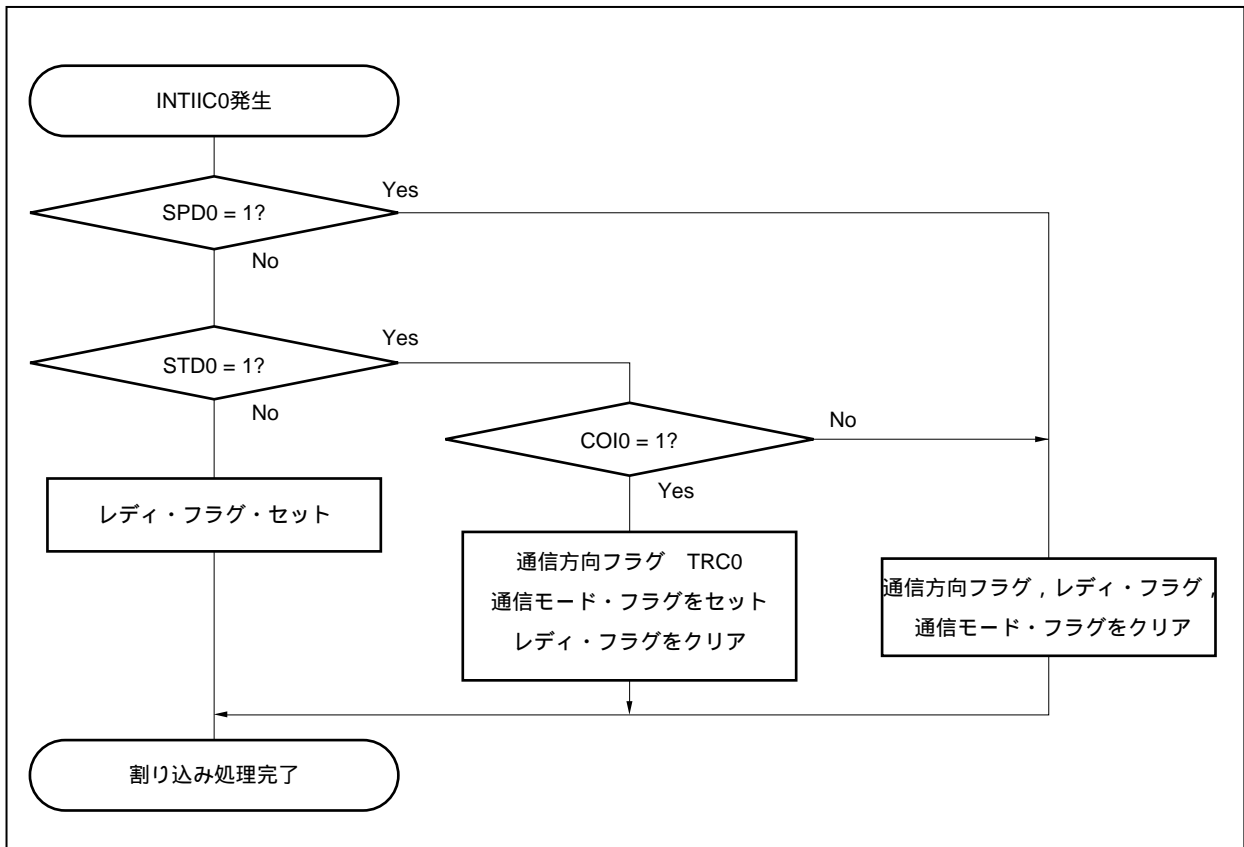 INTIIC0発生
SPD0 = 1?
Yes
No
STD0 = 1?
Yes
No
COI0 = 1?
No
Yes
レディ・フラグ・セット
通信方向フラグ　TRC0
通信モード・フラグをセット
レディ・フラグをクリア
通信方向フラグ，レディ・フラグ，
通信モード・フラグをクリア
割り込み処理完了